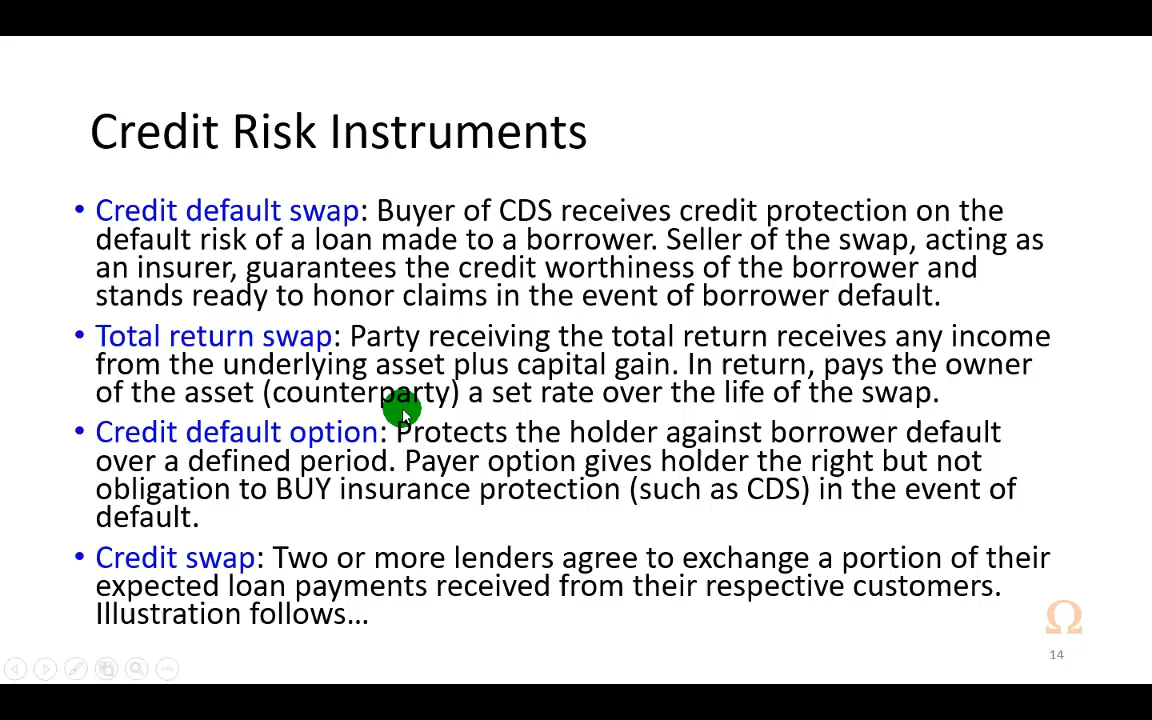 Credit Risk Instruments
• Credit default swap: Buyer of CDS receives credit protection on the
default risk of a loan made to a borrower. Seller of the swap, acting as
an insurer, guarantees the credit worthiness of the borrower and
stands ready to honor claims in the event of borrower default.
• Total return swap: Party receiving the total return receives any income
from the underlying asset plus capital gain. In return, pays the owner
of the asset (counterparty) a set rate over the life of the swap.
• Credit default option: Protects the holder against borrower default
over a defined period. Payer option gives holder the right but not
obligation to BUY insurance protection (such as CDS) in the event of
default.
• Credit swap: Two or more lenders agree to exchange a portion of their
expected loan payments received from their respective customers.
Illustration follows…
Ω
14